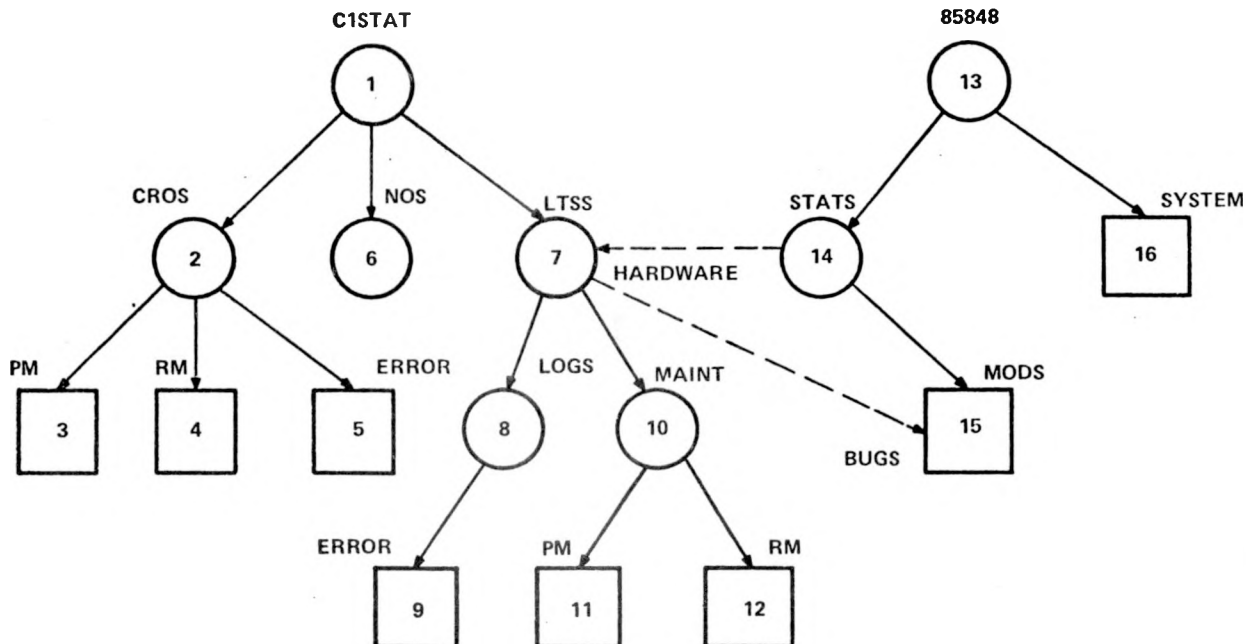 C1STAT 85848
1 13
CROS NOS LTSS STATS SYSTEM
2 6 7 14 16
HARDWARE
PM RM ERROR LOGS MAINT MODS
3 4 5 8 10 15
BUGS
ERROR PM RM
9 11 12